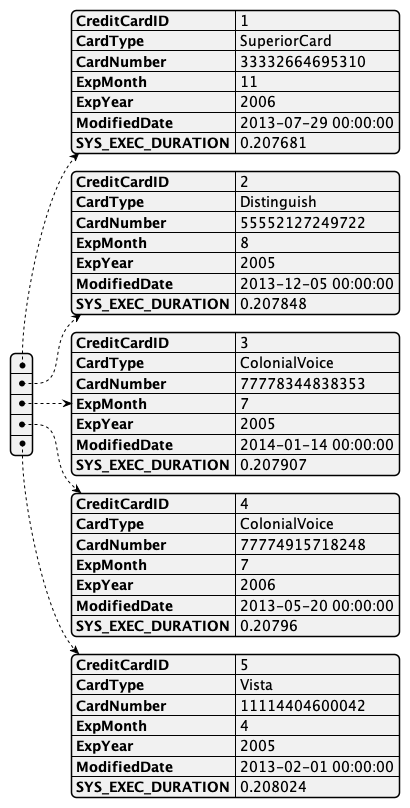 CreditCardID 1
CardType SuperiorCard
CardNumber 33332664695310
ExpMonth 11
ExpYear 2006
ModifiedDate 2013-07-29 00:00:00
SYS_EXEC_DURATION 0.207681
CreditCardID 2
CardType Distinguish
CardNumber 55552127249722
ExpMonth 8
ExpYear 2005
ModifiedDate 2013-12-05 00:00:00
SYS_EXEC_DURATION 0.207848
CreditCardID 3
CardType ColonialVoice
CardNumber 77778344838353
ExpMonth 7
ExpYear 2005
ModifiedDate 2014-01-14 00:00:00
SYS_EXEC_DURATION 0.207907
CreditCardID 4
CardType ColonialVoice
CardNumber 77774915718248
ExpMonth 7
ExpYear 2006
ModifiedDate 2013-05-20 00:00:00
SYS_EXEC_DURATION 0.20796
CreditCardID 5
CardType Vista
CardNumber 11114404600042
ExpMonth 4
ExpYear 2005
ModifiedDate 2013-02-01 00:00:00
SYS_EXEC_DURATION 0.208024